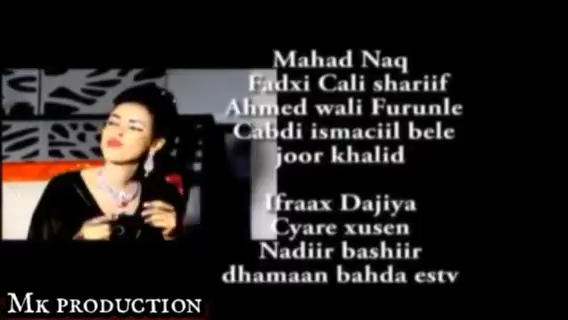 Mahad Naq
Fadxi Cali shariif
Ahmed wali Furunle
Cabdi ismaciil bele
joor khalid
Ifraax Dajiya
Cyare xusen
Nadiir bashiir
dhamaan bahda estv
MK PRODUCTION